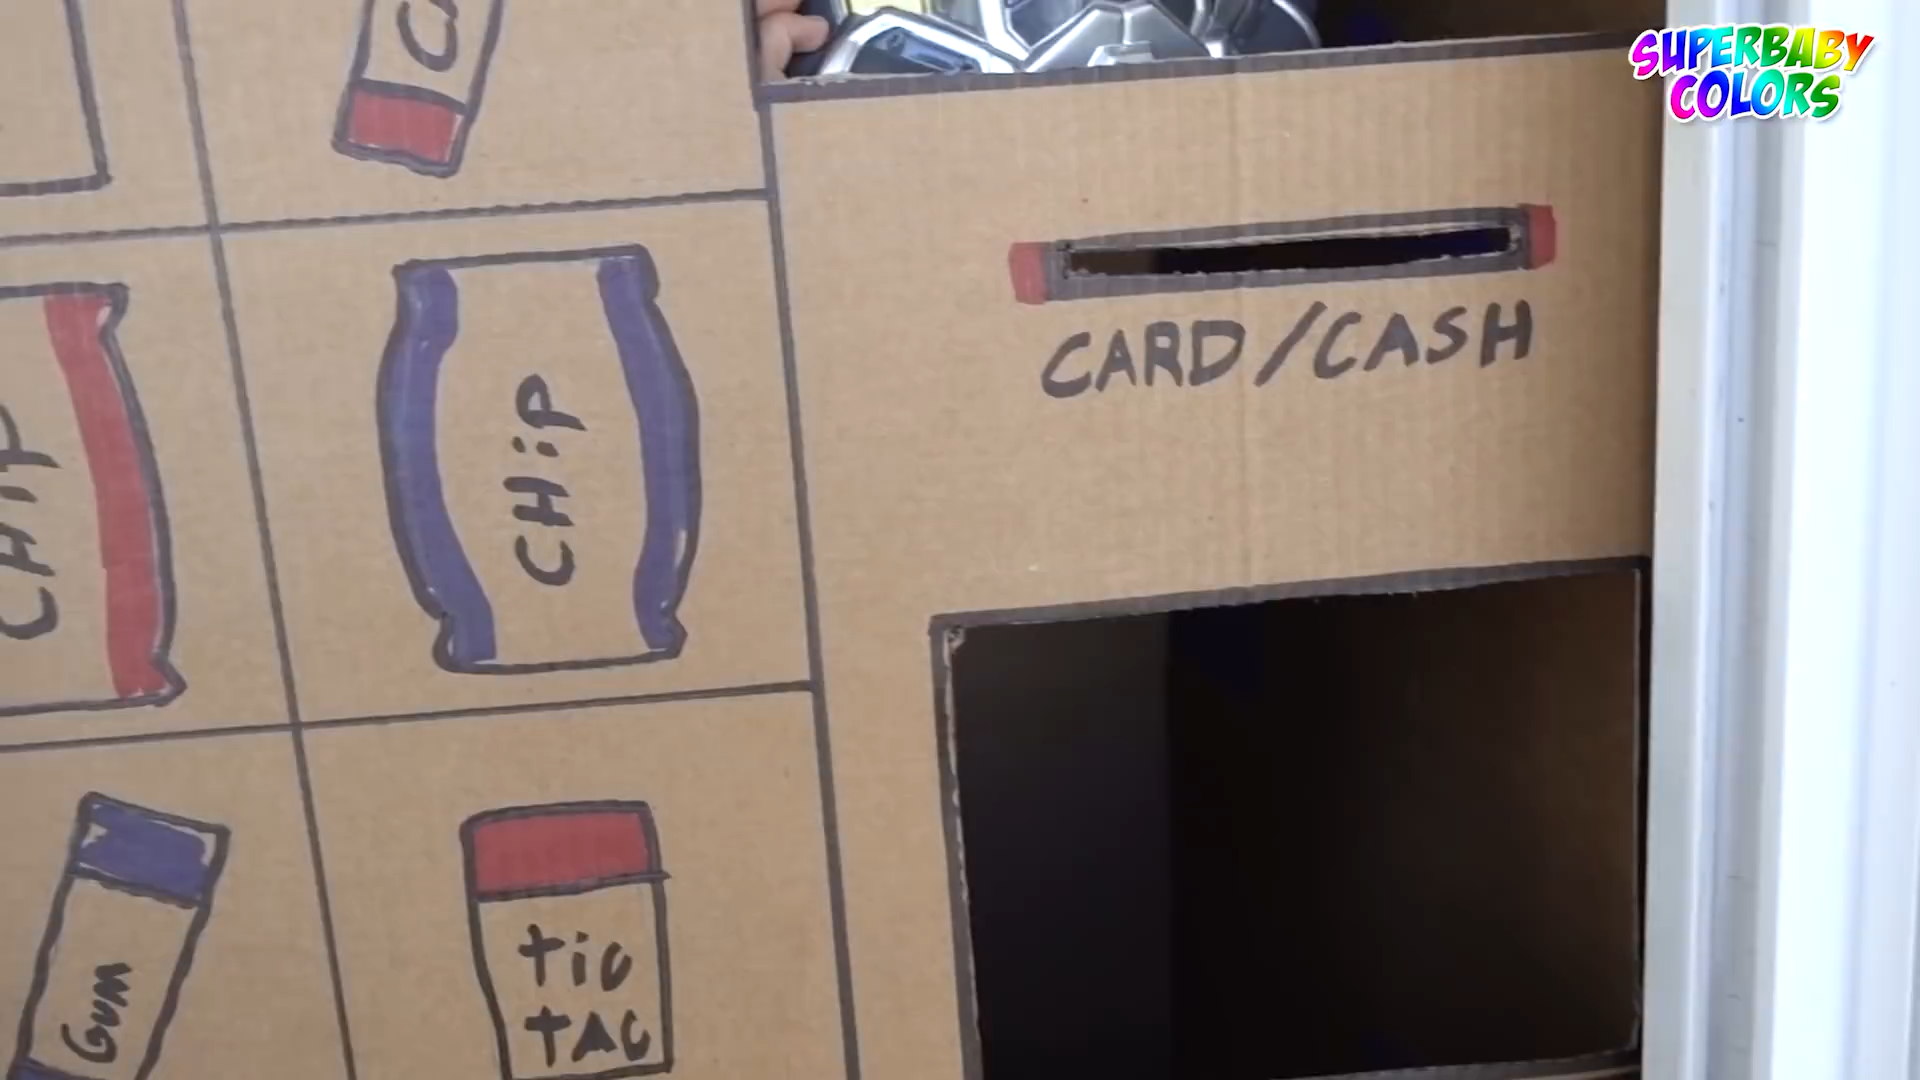 SUPERBABY
COLORS
CARD/CASH
CHiP
CHiP
GUM
tic
tAC